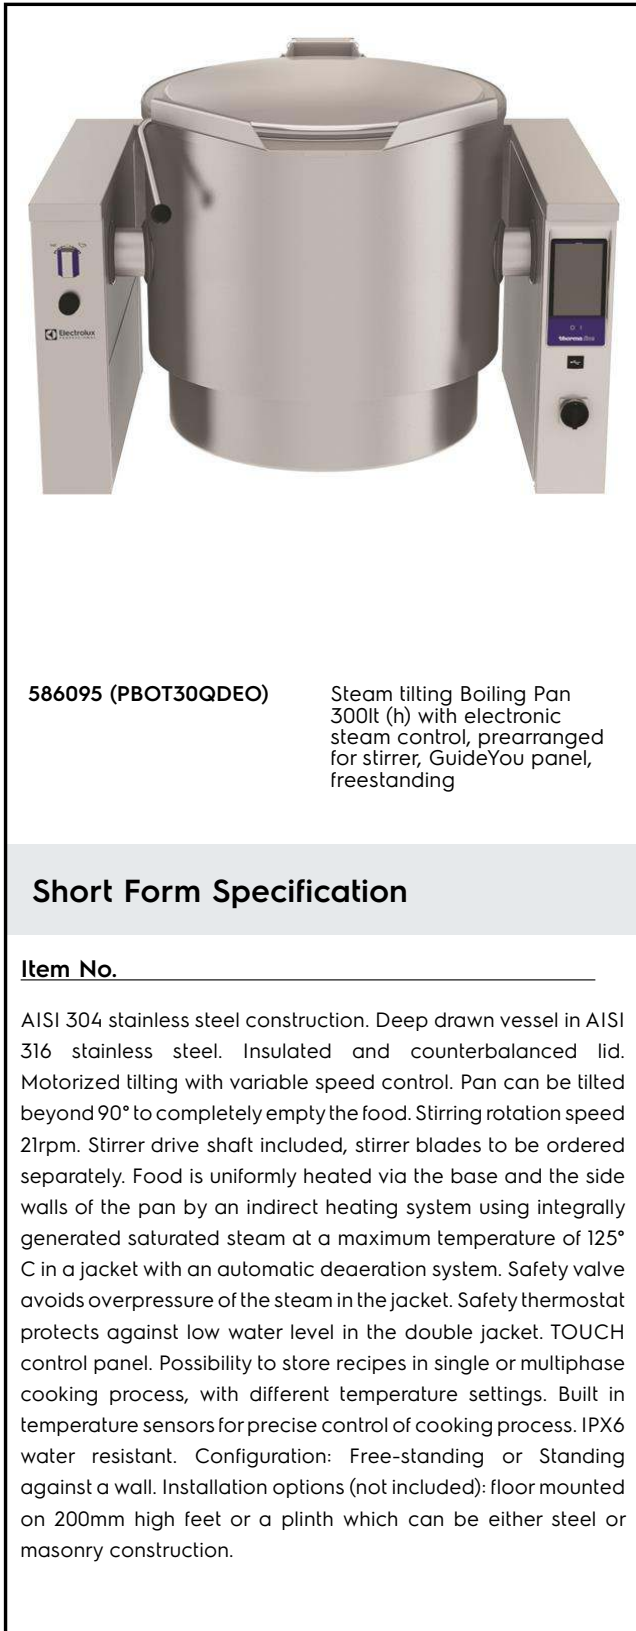 Electrolux
PROFESSIONAL
thermaline
586095 (PBOT30QDEO)
Steam tilting Boiling Pan
300lt (h) with electronic
steam control, prearranged
for stirrer, GuideYou panel,
freestanding
Short Form Specification
Item No.
AISI 304 stainless steel construction. Deep drawn vessel in AISI
316 stainless steel. Insulated and counterbalanced lid.
Motorized tilting with variable speed control. Pan can be tilted
beyond 90° to completely empty the food. Stirring rotation speed
21rpm. Stirrer drive shaft included, stirrer blades to be ordered
separately. Food is uniformly heated via the base and the side
walls of the pan by an indirect heating system using integrally
generated saturated steam at a maximum temperature of 125°
C in a jacket with an automatic deaeration system. Safety valve
avoids overpressure of the steam in the jacket. Safety thermostat
protects against low water level in the double jacket. TOUCH
control panel. Possibility to store recipes in single or multiphase
cooking process, with different temperature settings. Built in
temperature sensors for precise control of cooking process. IPX6
water resistant. Configuration: Free-standing or Standing
against a wall. Installation options (not included): floor mounted
on 200mm high feet or a plinth which can be either steel or
masonry construction.